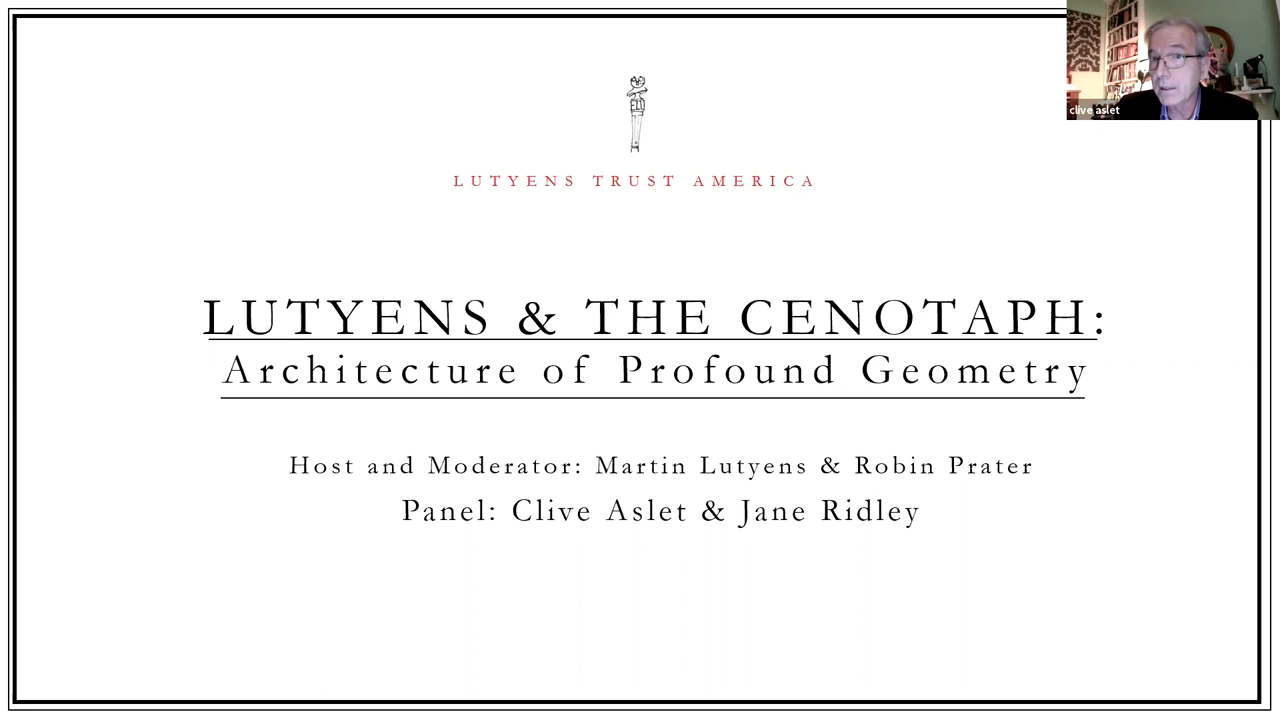 ELL
LUTYENS TRUST AMERICA
clive aslet
LUTYENS & THE CENOTAPH:
Architecture of Profound Geometry
Host and Moderator: Martin Lutyens & Robin Prater
Panel: Clive Aslet & Jane Ridley